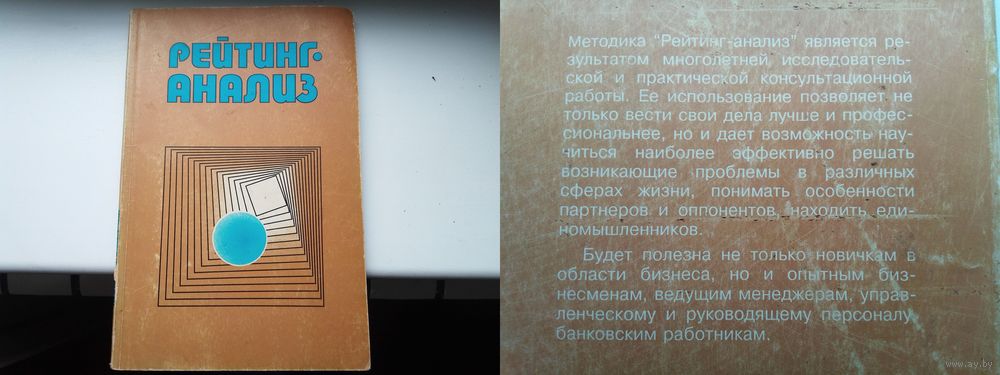 РЕЙТИНГ-
АНАЛИЗ
Методика "Рейтинг-анализ" является ре-
зультатом многолетней исследователь-
ской и практической консультационной
работы. Ее использование позволяет не
только вести свои дела лучше и профес-
сиональнее, но и дает возможность нау-
читься наиболее эффективно решать
возникающие проблемы в различных
сферах жизни, понимать особенности
партнеров и оппонентов, находить еди-
номышленников.
Будет полезна не только новичкам в
области бизнеса, но и опытным биз-
несменам, ведущим менеджерам, управ-
ленческому и руководящему персоналу,
банковским работникам.
www.ay.by